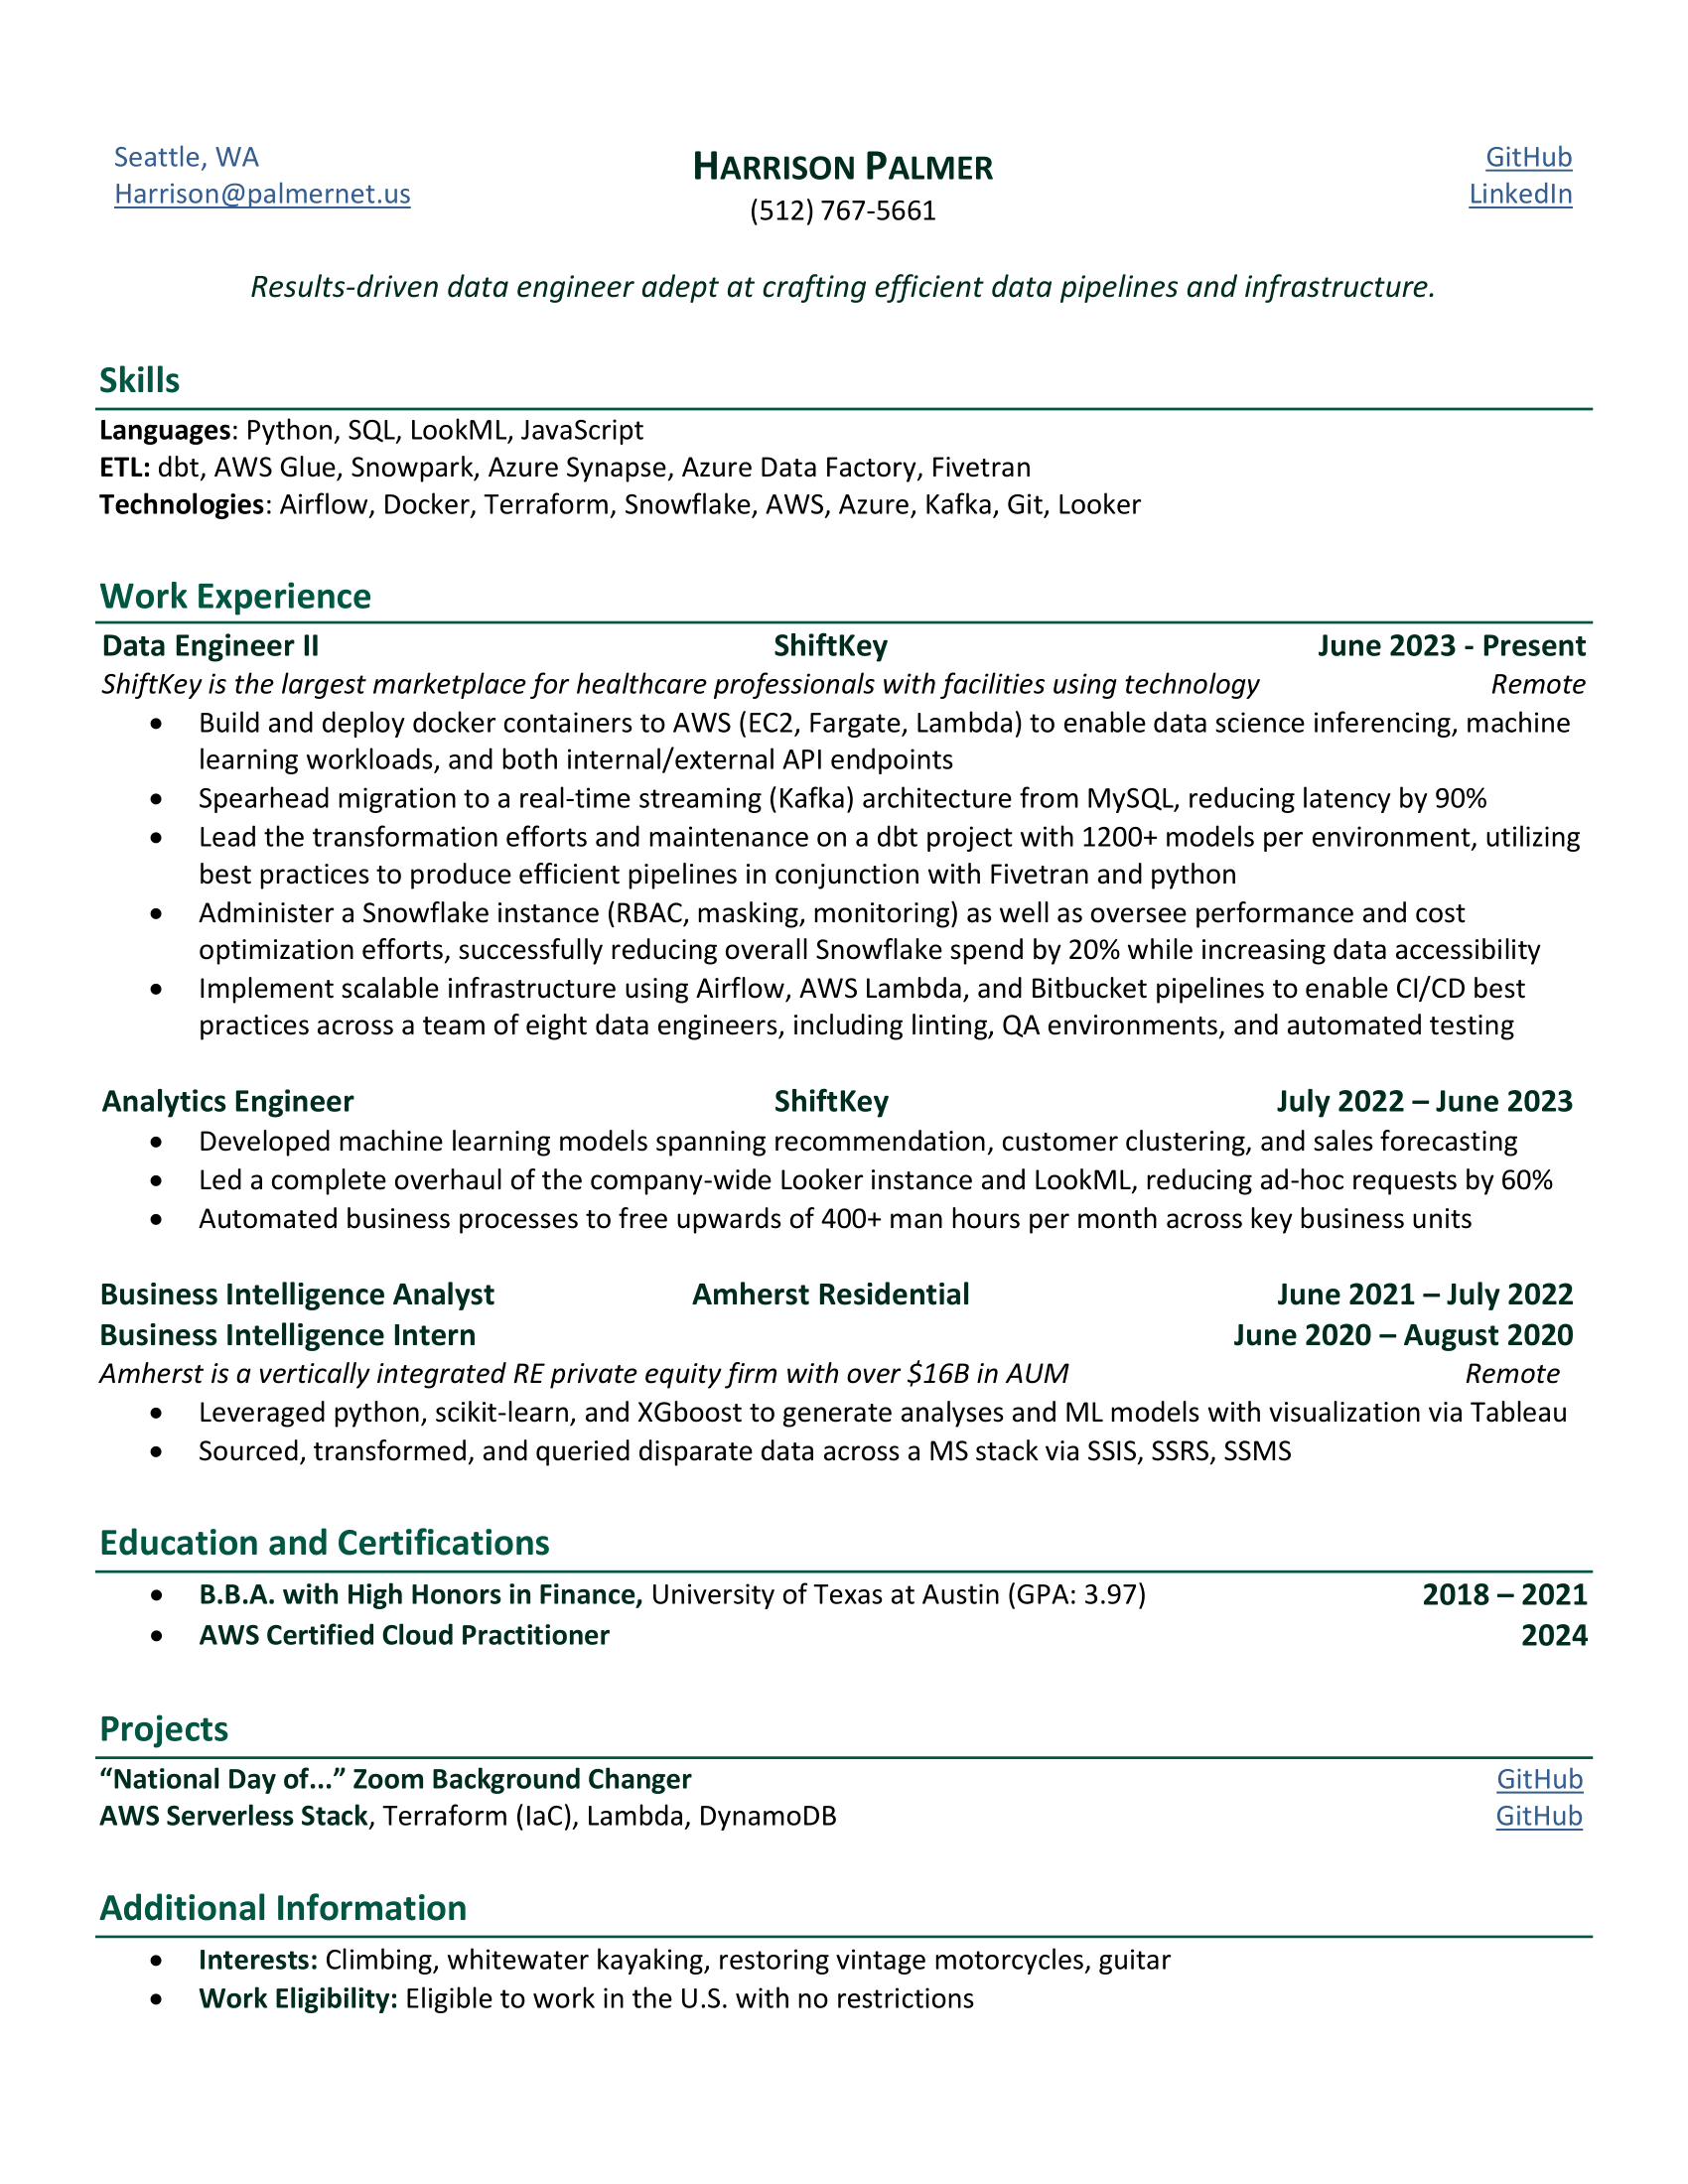 Seattle, WA
Harrison@palmernet.us
HARRISON PALMER
(512) 767-5661
GitHub
LinkedIn
Results-driven data engineer adept at crafting efficient data pipelines and infrastructure.
Skills
Languages: Python, SQL, LookML, JavaScript
ETL: dbt, AWS Glue, Snowpark, Azure Synapse, Azure Data Factory, Fivetran
Technologies: Airflow, Docker, Terraform, Snowflake, AWS, Azure, Kafka, Git, Looker
Work Experience
Data Engineer II ShiftKey June 2023 - Present
ShiftKey is the largest marketplace for healthcare professionals with facilities using technology Remote
• Build and deploy docker containers to AWS (EC2, Fargate, Lambda) to enable data science inferencing, machine
learning workloads, and both internal/external API endpoints
• Spearhead migration to a real-time streaming (Kafka) architecture from MySQL, reducing latency by 90%
• Lead the transformation efforts and maintenance on a dbt project with 1200+ models per environment, utilizing
best practices to produce efficient pipelines in conjunction with Fivetran and python
• Administer a Snowflake instance (RBAC, masking, monitoring) as well as oversee performance and cost
optimization efforts, successfully reducing overall Snowflake spend by 20% while increasing data accessibility
• Implement scalable infrastructure using Airflow, AWS Lambda, and Bitbucket pipelines to enable CI/CD best
practices across a team of eight data engineers, including linting, QA environments, and automated testing
Analytics Engineer ShiftKey July 2022 – June 2023
• Developed machine learning models spanning recommendation, customer clustering, and sales forecasting
• Led a complete overhaul of the company-wide Looker instance and LookML, reducing ad-hoc requests by 60%
• Automated business processes to free upwards of 400+ man hours per month across key business units
Business Intelligence Analyst Amherst Residential June 2021 – July 2022
Business Intelligence Intern June 2020 – August 2020
Amherst is a vertically integrated RE private equity firm with over $16B in AUM Remote
• Leveraged python, scikit-learn, and XGboost to generate analyses and ML models with visualization via Tableau
• Sourced, transformed, and queried disparate data across a MS stack via SSIS, SSRS, SSMS
Education and Certifications
• B.B.A. with High Honors in Finance, University of Texas at Austin (GPA: 3.97) 2018 – 2021
• AWS Certified Cloud Practitioner 2024
Projects
“National Day of...” Zoom Background Changer GitHub
AWS Serverless Stack, Terraform (IaC), Lambda, DynamoDB GitHub
Additional Information
• Interests: Climbing, whitewater kayaking, restoring vintage motorcycles, guitar
• Work Eligibility: Eligible to work in the U.S. with no restrictions